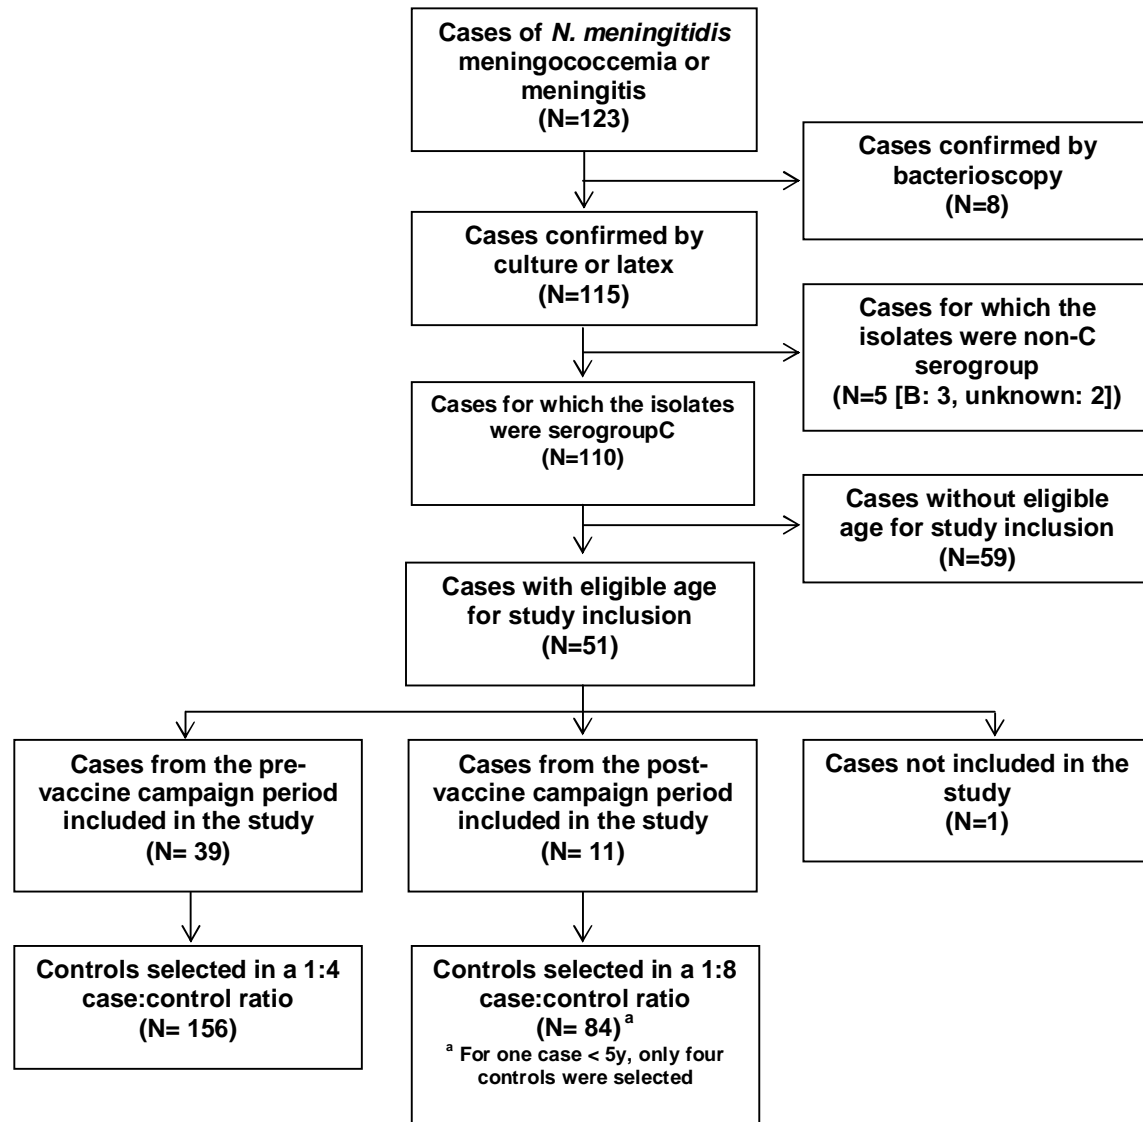 Cases of N. meningitidis
meningococcemia or
meningitis
(N=123)
Cases confirmed by
bacterioscopy
(N=8)
Cases confirmed by
culture or latex
(N=115)
Cases for which the
isolates were non-C
serogroup
(N=5 [B: 3, unknown: 2])
Cases for which the isolates
were serogroupC
(N=110)
Cases without eligible
age for study inclusion
(N=59)
Cases with eligible age
for study inclusion
(N=51)
Cases from the pre-
vaccine campaign period
included in the study
(N= 39)
Cases from the post-
vaccine campaign period
included in the study
(N= 11)
Cases not included in the
study
(N=1)
Controls selected in a 1:4
case:control ratio
(N= 156)
Controls selected in a 1:8
case:control ratio
(N= 84) a
a For one case < 5y, only four
controls were selected